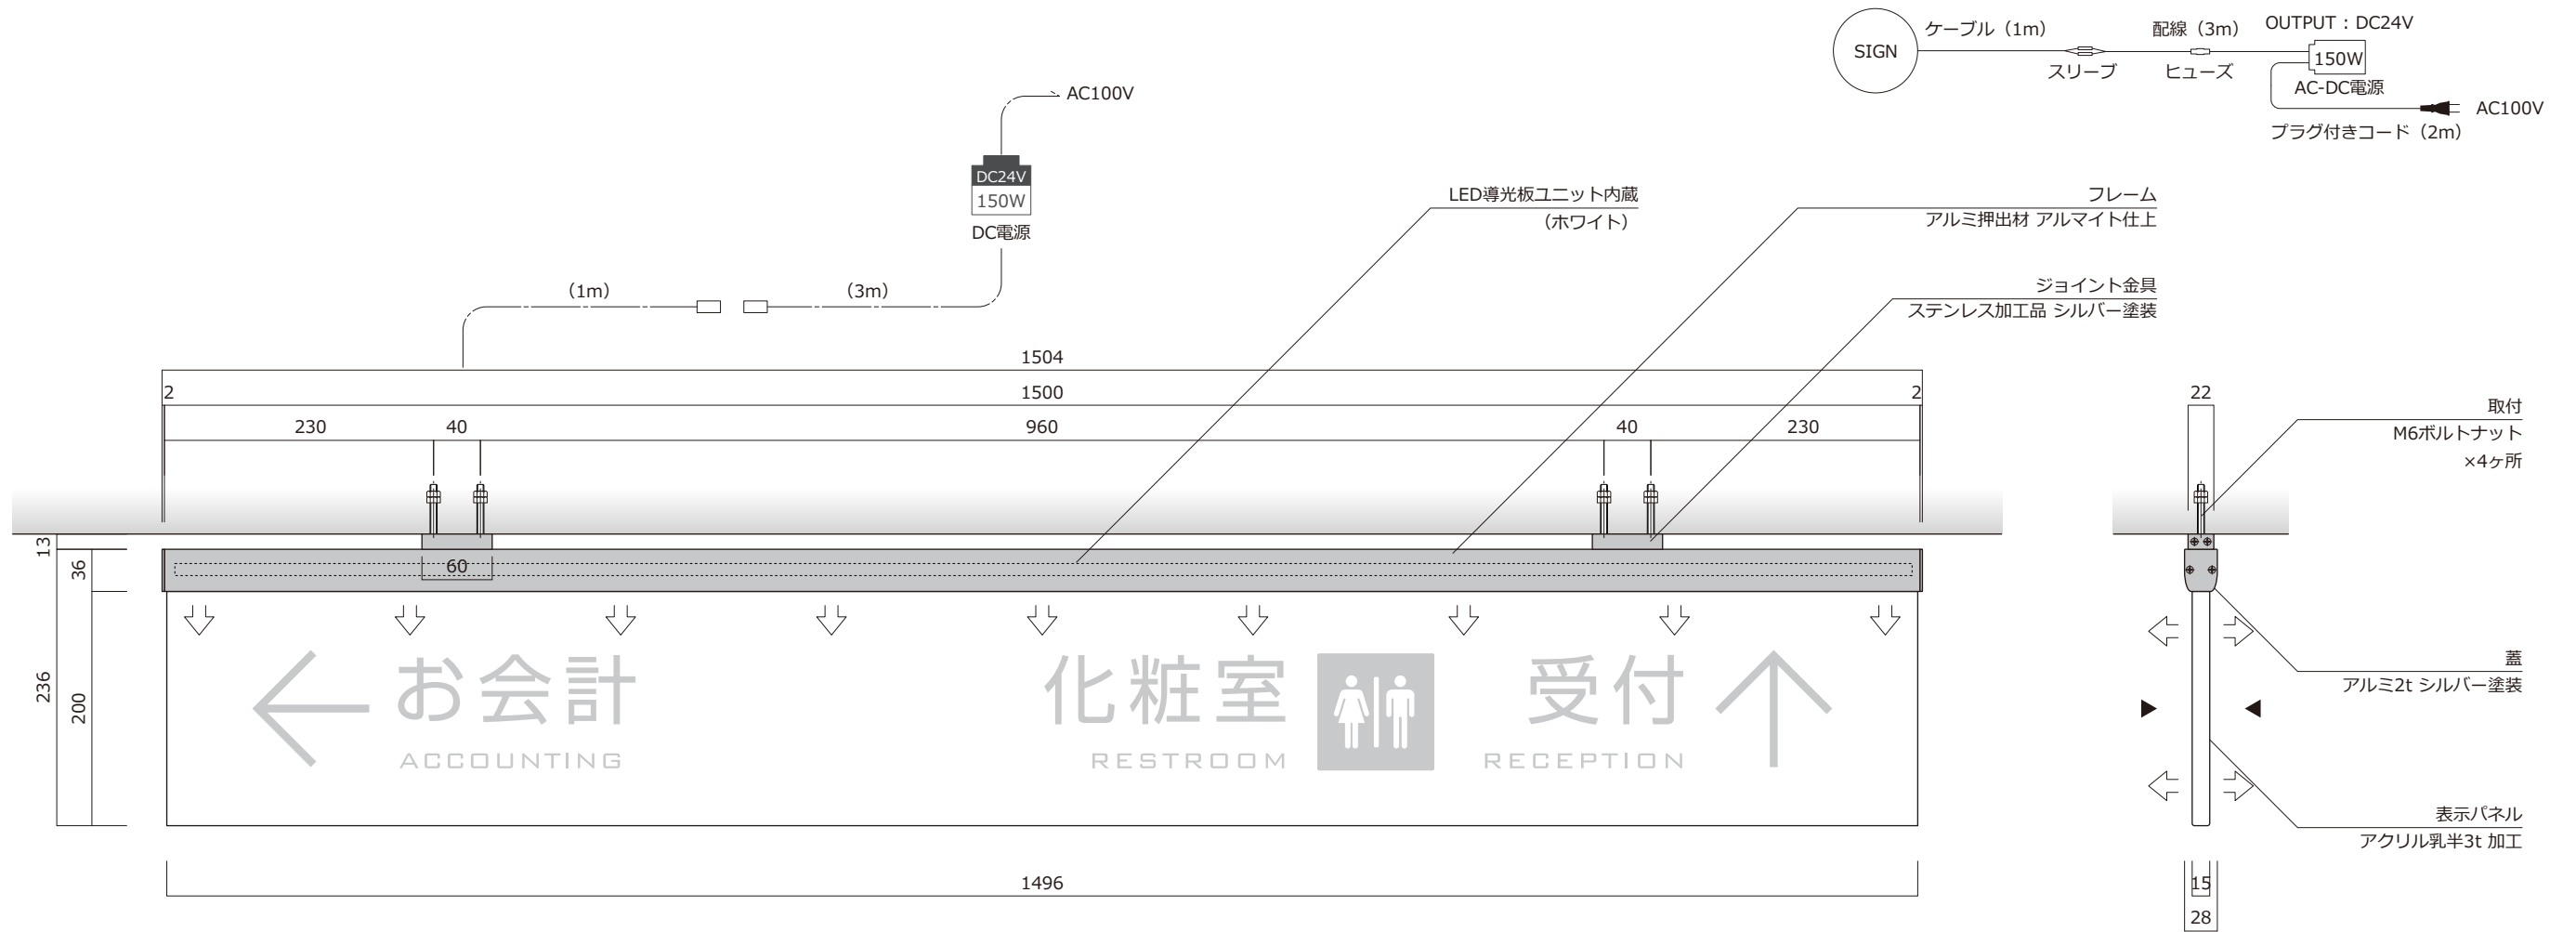 SIGN
ケーブル（1m）
スリーブ
配線（3m）
ヒューズ
OUTPUT：DC24V
150W
AC-DC電源
AC100V
プラグ付きコード（2m）
AC100V
DC24V
150W
DC電源
（1m）
（3m）
LED導光板ユニット内蔵
（ホワイト）
フレーム
アルミ押出材 アルマイト仕上
ジョイント金具
ステンレス加工品 シルバー塗装
1504
2
1500
2
230
40
960
40
230
13
36
60
236
200
お会計
ACCOUNTING
化粧室
RESTROOM
受付
RECEPTION
1496
22
取付
M6ボルトナット
×4ヶ所
蓋
アルミ2t シルバー塗装
表示パネル
アクリル乳半3t 加工
15
28